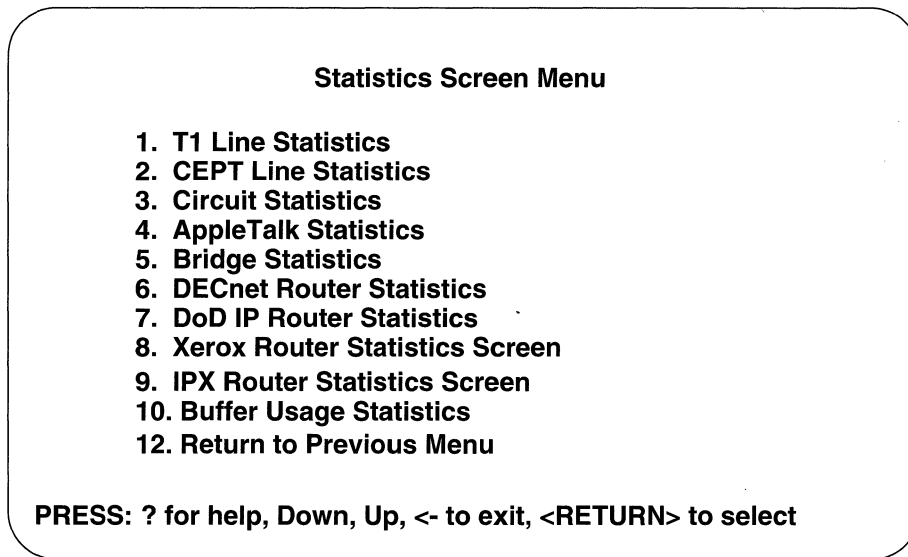 Statistics Screen Menu
1. T1 Line Statistics
2. CEPT Line Statistics
3. Circuit Statistics
4. AppleTalk Statistics
5. Bridge Statistics
6. DECnet Router Statistics
7. DoD IP Router Statistics
8. Xerox Router Statistics Screen
9. IPX Router Statistics Screen
10. Buffer Usage Statistics
12. Return to Previous Menu
PRESS: ? for help, Down, Up, <- to exit, <RETURN> to select